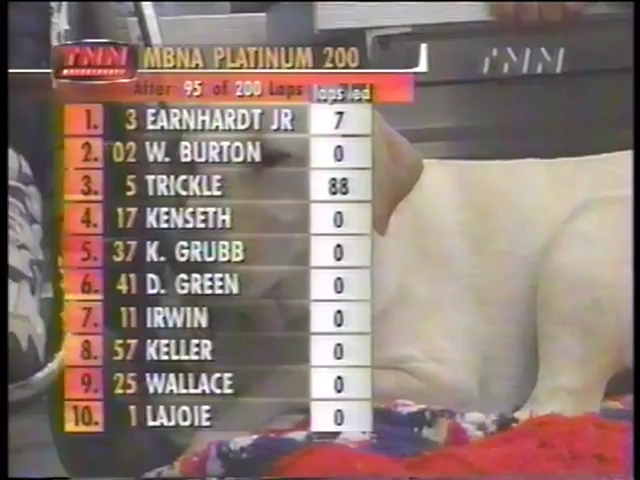 TNN MBNA PLATINUM 200 TNN
After 95 of 200 Laps laps led
1. 3 EARNHARDT JR 7
2. 02 W. BURTON 0
3. 5 TRICKLE 88
4. 17 KENSETH 0
5. 37 K. GRUBB 0
6. 41 D. GREEN 0
7. 11 IRWIN 0
8. 57 KELLER 0
9. 25 WALLACE 0
10. 1 LAJOIE 0